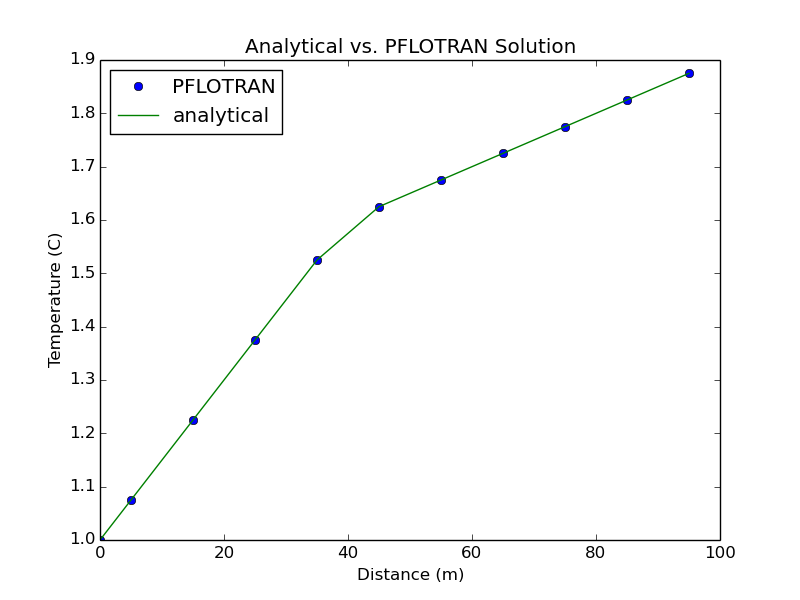 Analytical vs. PFLOTRAN Solution
PFLOTRAN
analytical
1.9
1.8
1.7
1.6
1.5
1.4
1.3
1.2
1.1
1.0
Temperature (C)
0 20 40 60 80 100
Distance (m)